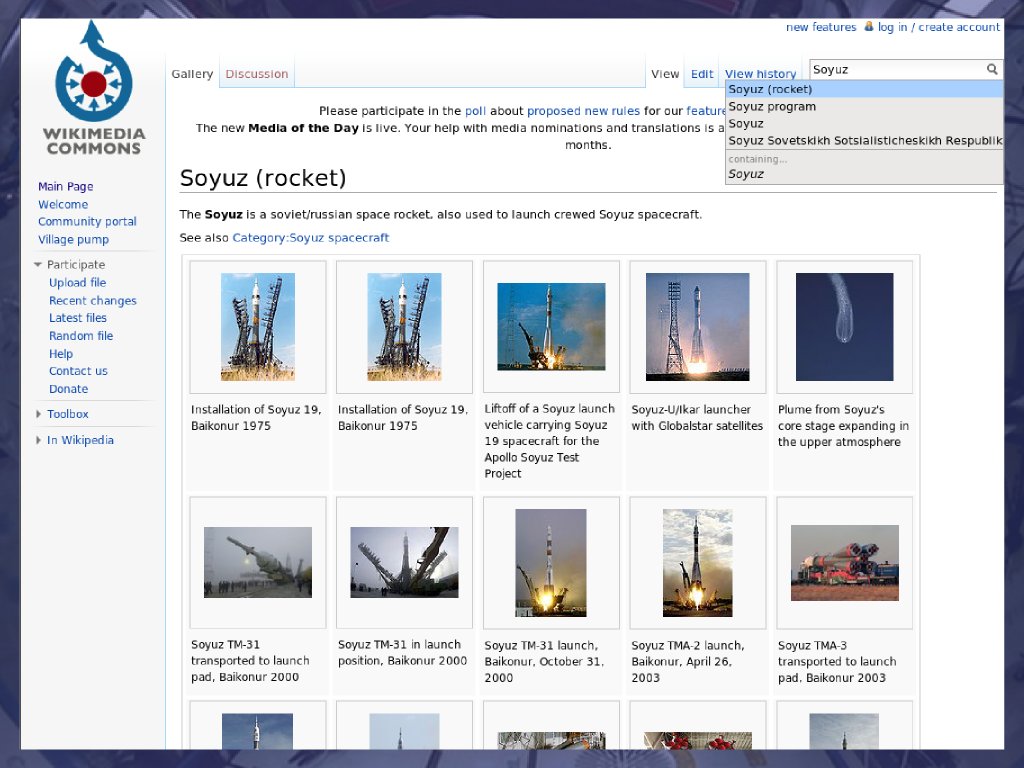 new features log in / create account
Gallery Discussion View Edit View history Soyuz
Soyuz (rocket)
Soyuz program
Soyuz
Soyuz Sovetskikh Sotsialisticheskikh Respublik
containing...
Soyuz
WIKIMEDIA
COMMONS
Main Page
Welcome
Community portal
Village pump
Participate
Upload file
Recent changes
Latest files
Random file
Help
Contact us
Donate
Toolbox
In Wikipedia
Please participate in the poll about proposed new rules for our feature
The new Media of the Day is live. Your help with media nominations and translations is a
months.
Soyuz (rocket)
The Soyuz is a soviet/russian space rocket, also used to launch crewed Soyuz spacecraft.
See also Category:Soyuz spacecraft
Installation of Soyuz 19,
Baikonur 1975
Installation of Soyuz 19,
Baikonur 1975
Liftoff of a Soyuz launch
vehicle carrying Soyuz
19 spacecraft for the
Apollo Soyuz Test
Project
Soyuz-U/Ikar launcher
with Globalstar satellites
Plume from Soyuz's
core stage expanding in
the upper atmosphere
Soyuz TM-31
transported to launch
pad, Baikonur 2000
Soyuz TM-31 in launch
position, Baikonur 2000
Soyuz TM-31 launch,
Baikonur, October 31,
2000
Soyuz TMA-2 launch,
Baikonur, April 26,
2003
Soyuz TMA-3
transported to launch
pad, Baikonur 2003